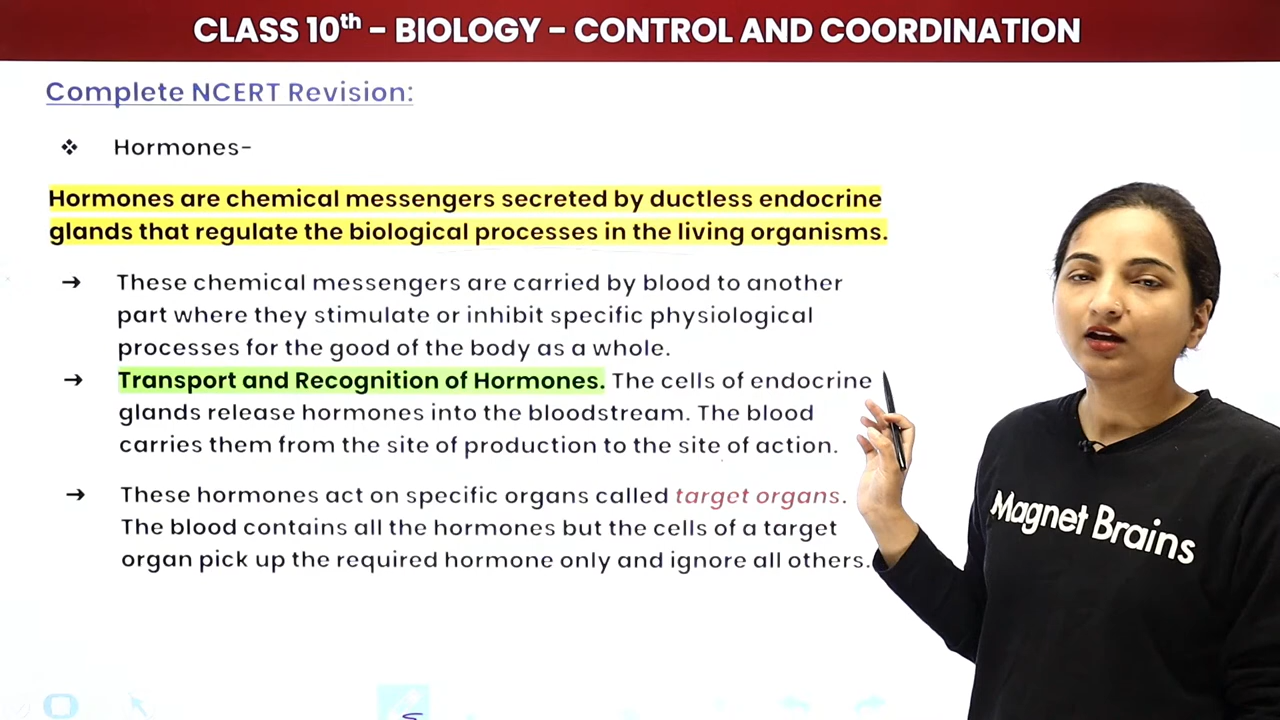 CLASS 10th - BIOLOGY - CONTROL AND COORDINATION
Complete NCERT Revision:
❖ Hormones-
Hormones are chemical messengers secreted by ductless endocrine
glands that regulate the biological processes in the living organisms.
➔ These chemical messengers are carried by blood to another
part where they stimulate or inhibit specific physiological
processes for the good of the body as a whole.
➔ Transport and Recognition of Hormones. The cells of endocrine
glands release hormones into the bloodstream. The blood
carries them from the site of production to the site of action.
➔ These hormones act on specific organs called target organs.
The blood contains all the hormones but the cells of a target
organ pick up the required hormone only and ignore all others.
Magnet Brains